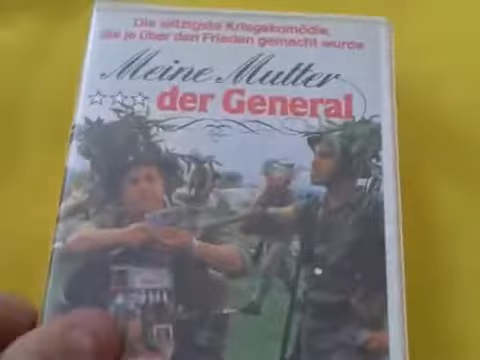 Die witzigste Kriegskomödie,
die je über den Frieden gemacht wurde
Meine Mutter
der General